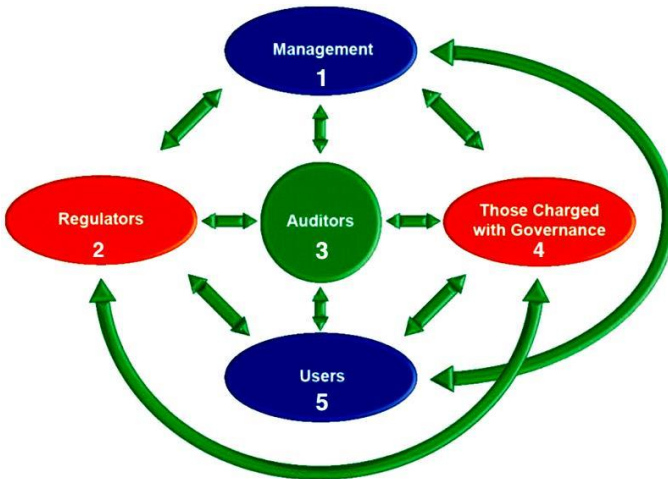 Management
1
Regulators
2
Auditors
3
Those Charged
with Governance
4
Users
5